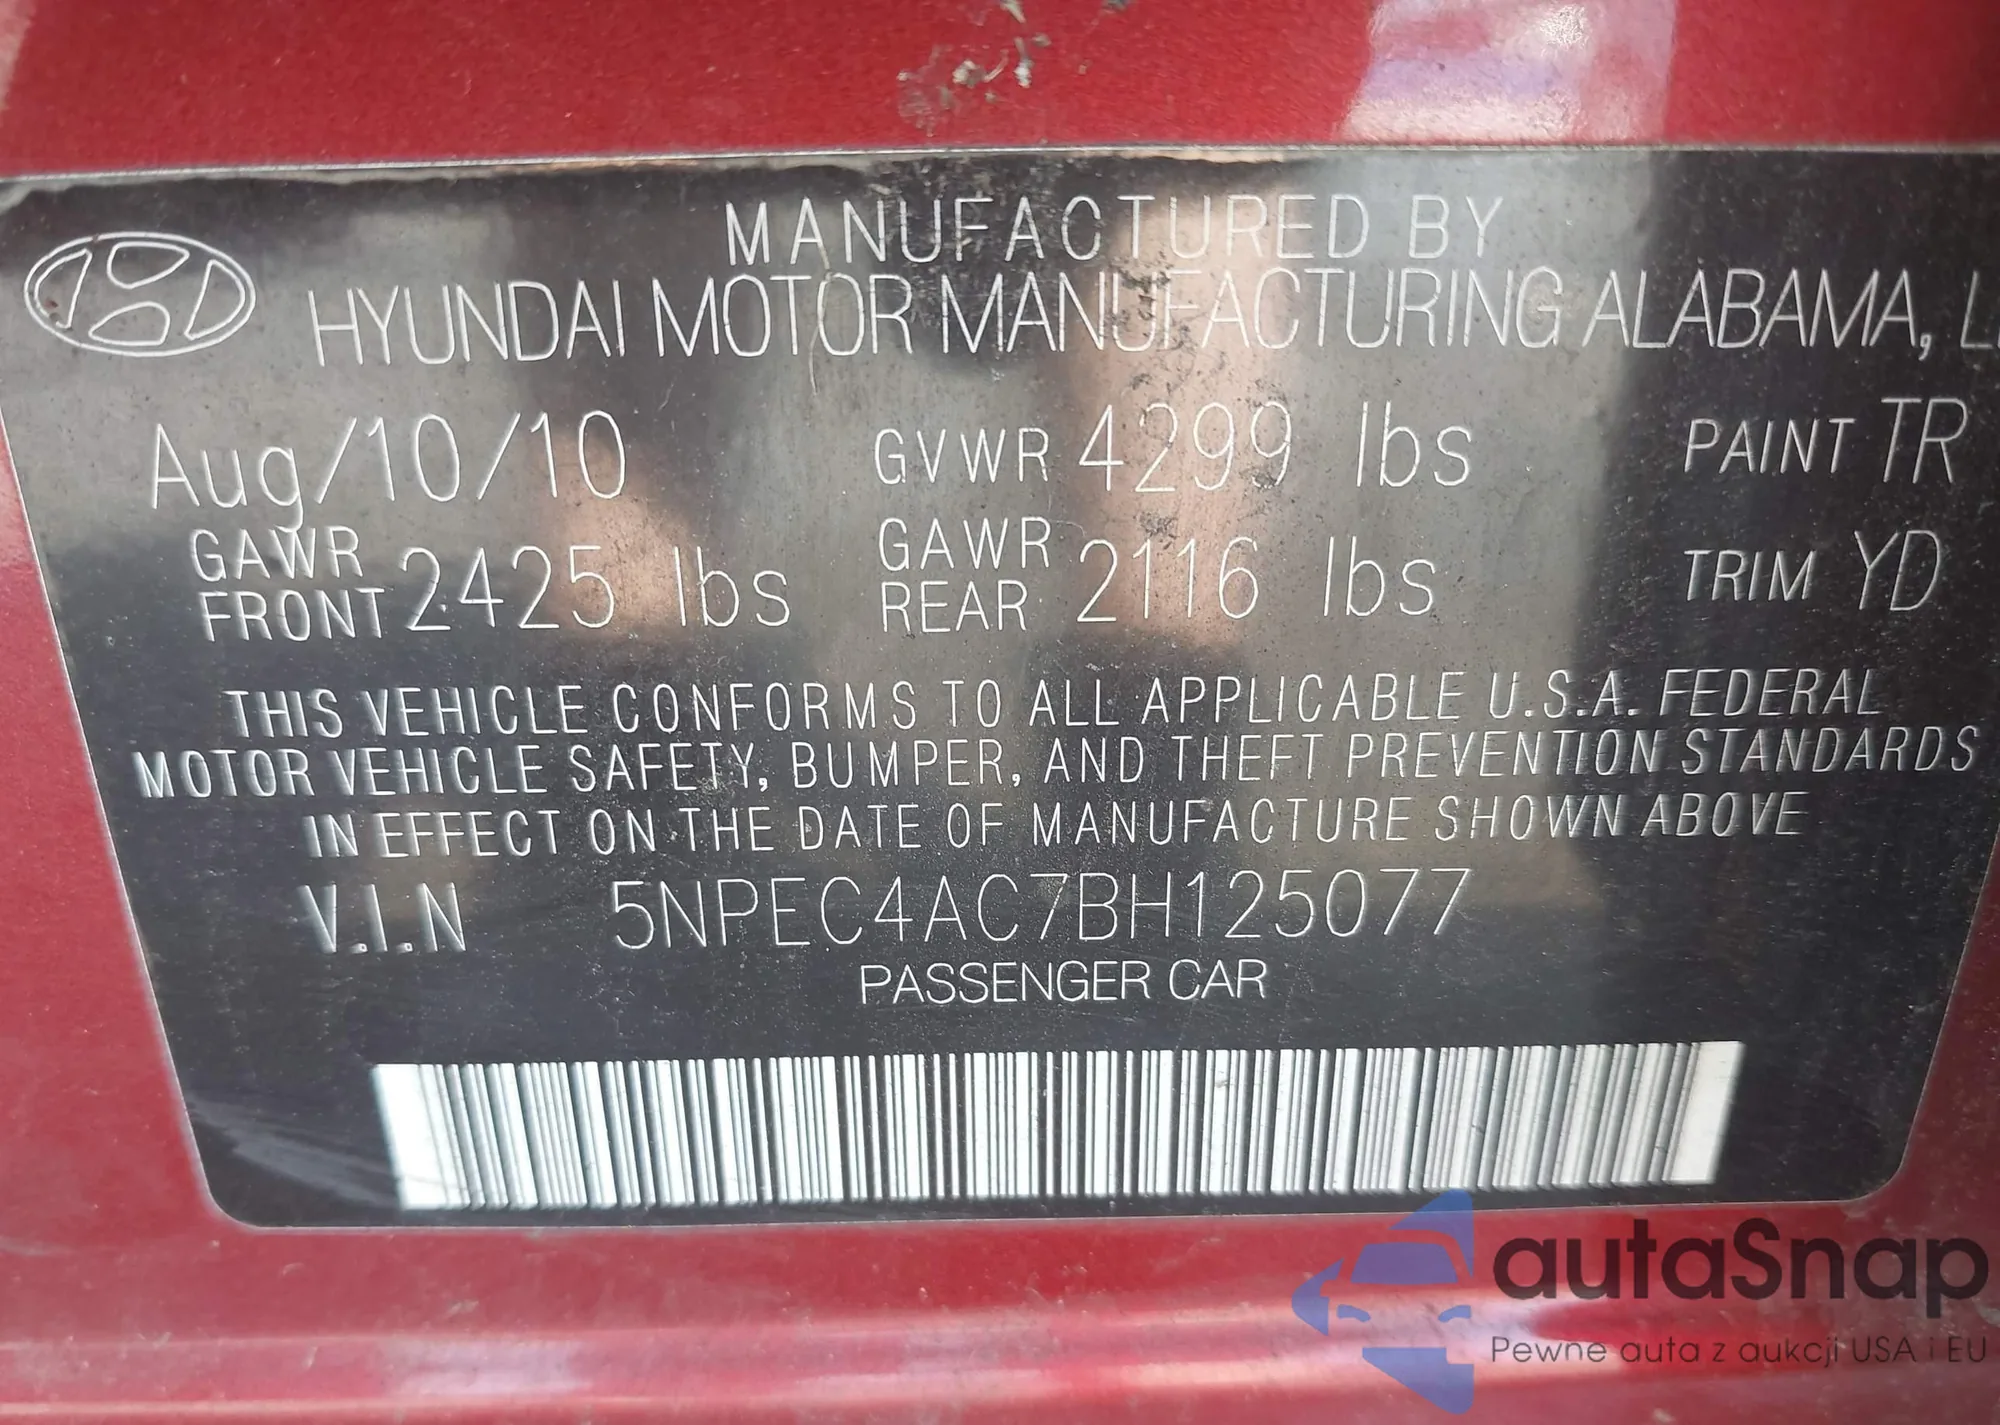 MANUFACTURED BY
HYUNDAI MOTOR MANUFACTURING ALABAMA,
Aug/10/10 GVWR 4299 lbs PAINT TR
GAWR FRONT 2425 lbs GAWR REAR 2116 lbs TRIM YD
THIS VEHICLE CONFORMS TO ALL APPLICABLE U.S.A. FEDERAL
MOTOR VEHICLE SAFETY, BUMPER, AND THEFT PREVENTION STANDARDS
IN EFFECT ON THE DATE OF MANUFACTURE SHOWN ABOVE
V.I.N 5NPEC4AC7BH125077
PASSENGER CAR
autaSnap
Pewne auta z aukcji USA i EU